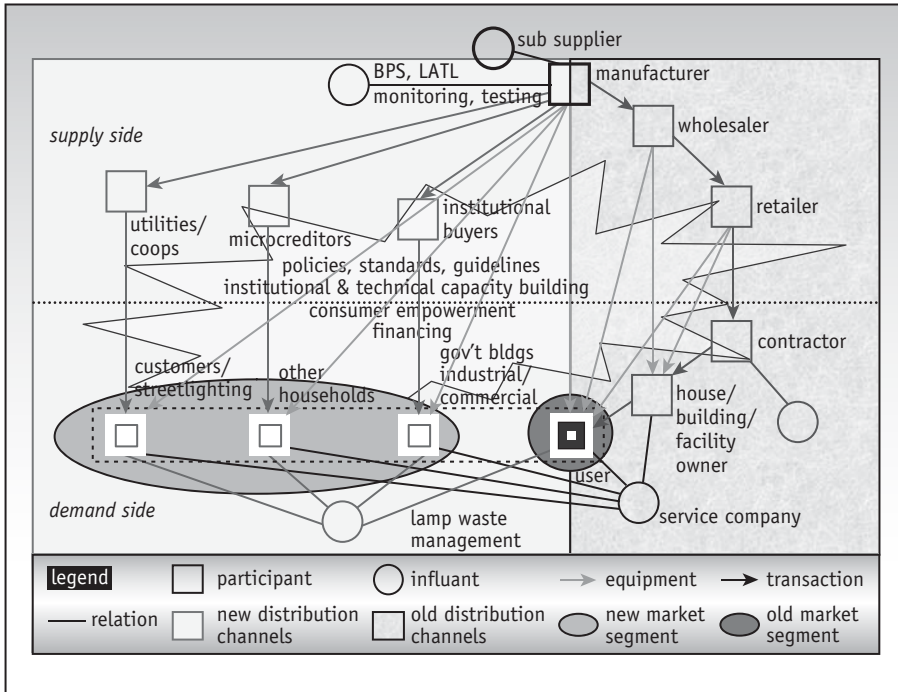 sub supplier
BPS, LATL
monitoring, testing
manufacturer
wholesaler
supply side
retailer
utilities/
coops
microcreditors
institutional
buyers
policies, standards, guidelines
institutional & technical capacity building
consumer empowerment
financing
contractor
customers/
streetlighting
other
households
gov't bldgs
industrial/
commercial
house/
building/
facility
owner
user
demand side
lamp waste
management
service company
legend
participant
influant
equipment
transaction
relation
new distribution
channels
old distribution
channels
new market
segment
old market
segment